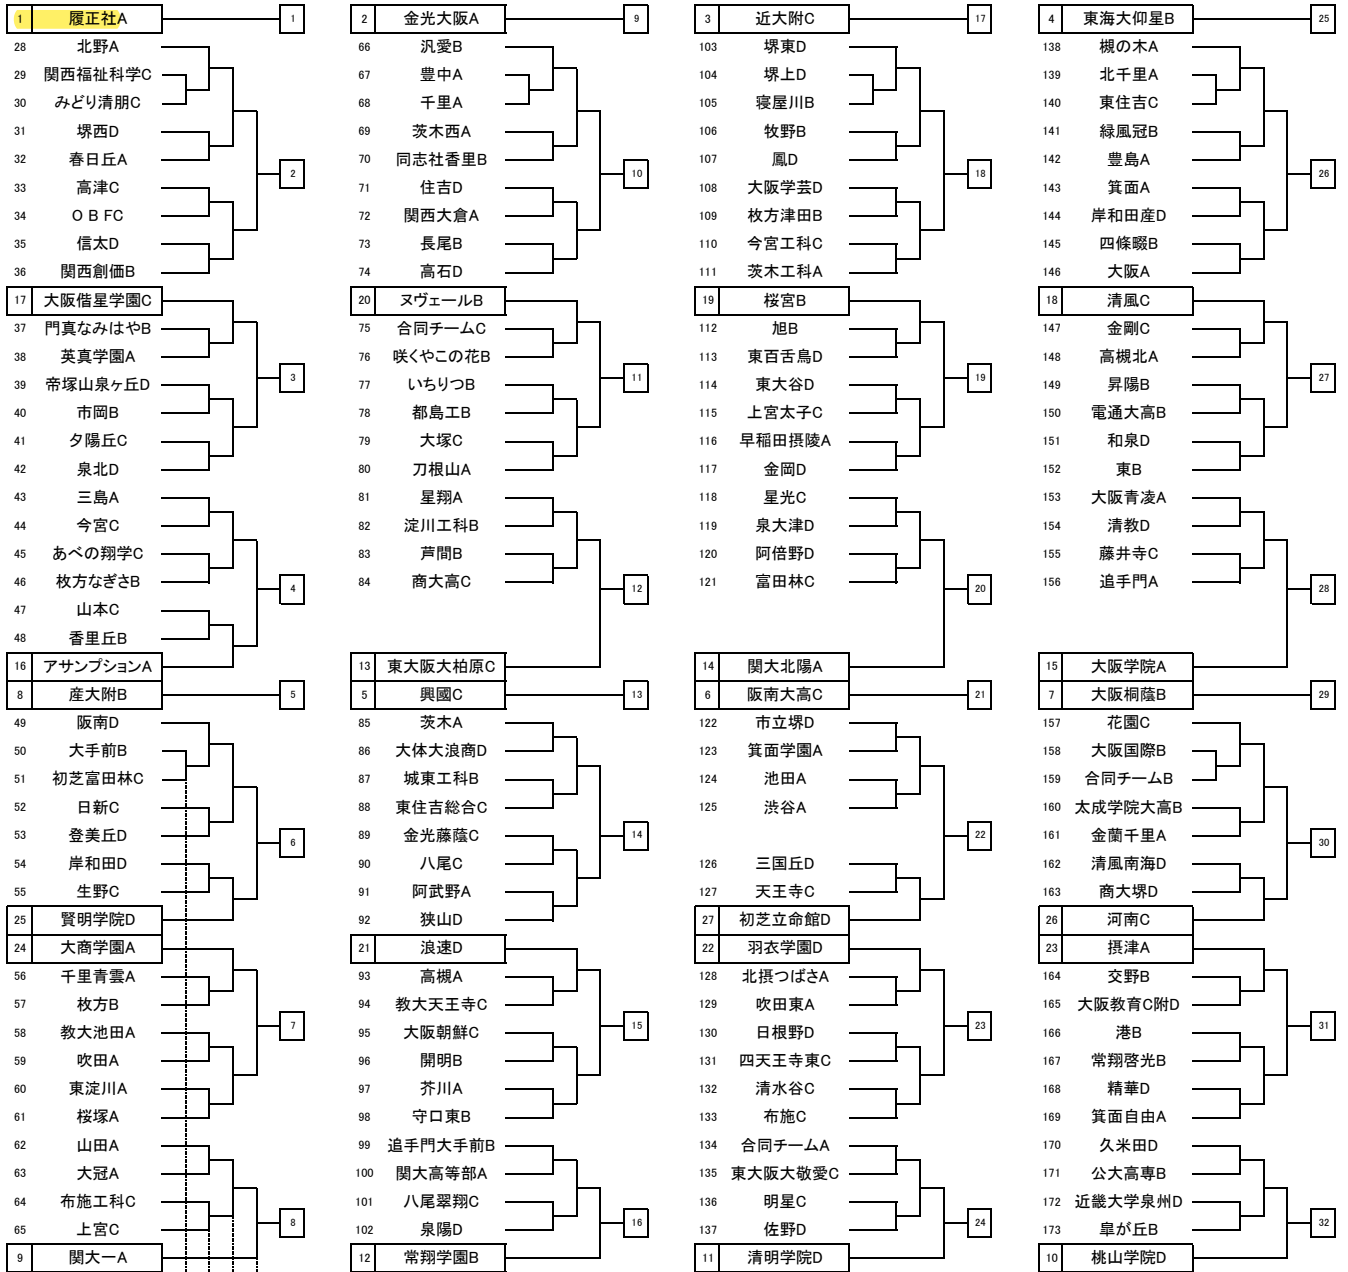 1 履正社A 1
28 北野A
29 関西福祉科学C
30 みどり清朋C
31 堺西D
32 春日丘A
2
33 高津C
34 ＯＢFC
35 信太D
36 関西創価B
17 大阪偕星学園C
37 門真なみはやB
38 英真学園A
3
39 帝塚山泉ヶ丘D
40 市岡B
41 夕陽丘C
42 泉北D
43 三島A
44 今宮C
45 あべの翔学C
46 枚方なぎさB
4
47 山本C
48 香里丘B
16 アサンプションA
8 産大附B 5
49 阪南D
50 大手前B
51 初芝富田林C
52 日新C
53 登美丘D
6
54 岸和田D
55 生野C
25 賢明学院D
24 大商学園A
56 千里青雲A
57 枚方B
7
58 教大池田A
59 吹田A
60 東淀川A
61 桜塚A
62 山田A
63 大冠A
64 布施工科C
65 上宮C
8
9 関大一A
2 金光大阪A 9
66 汎愛B
67 豊中A
68 千里A
69 茨木西A
70 同志社香里B
10
71 住吉D
72 関西大倉A
73 長尾B
74 高石D
20 ヌヴェールB
75 合同チームC
76 咲くやこの花B
11
77 いちりつB
78 都島工B
79 大塚C
80 刀根山A
81 星翔A
82 淀川工科B
83 芦間B
84 商大高C
12
13 東大阪大柏原C
5 興國C 13
85 茨木A
86 大体大浪商D
87 城東工科B
88 東住吉総合C
89 金光藤蔭C
14
90 八尾C
91 阿武野A
92 狭山D
21 浪速D
93 高槻A
94 教大天王寺C
15
95 大阪朝鮮C
96 開明B
97 芥川A
98 守口東B
99 追手門大手前B
100 関大高等部A
101 八尾翠翔C
102 泉陽D
16
12 常翔学園B
3 近大附C 17
103 堺東D
104 堺上D
105 寝屋川B
106 牧野B
107 鳳D
18
108 大阪学芸D
109 枚方津田B
110 今宮工科C
111 茨木工科A
19 桜宮B
112 旭B
113 東百舌鳥D
19
114 東大谷D
115 上宮太子C
116 早稲田摂陵A
117 金岡D
118 星光C
119 泉大津D
120 阿倍野D
121 富田林C
20
14 関大北陽A
6 阪南大高C 21
122 市立堺D
123 箕面学園A
124 池田A
125 渋谷A
22
126 三国丘D
127 天王寺C
27 初芝立命館D
22 羽衣学園D
128 北摂つばさA
129 吹田東A
23
130 日根野D
131 四天王寺東C
132 清水谷C
133 布施C
134 合同チームA
135 東大阪大敬愛C
136 明星C
137 佐野D
24
11 清明学院D
4 東海大仰星B 25
138 槻の木A
139 北千里A
140 東住吉C
141 緑風冠B
142 豊島A
26
143 箕面A
144 岸和田産D
145 四條畷B
146 大阪A
18 清風C
147 金剛C
148 高槻北A
27
149 昇陽B
150 電通大高B
151 和泉D
152 東B
153 大阪青凌A
154 清教D
155 藤井寺C
156 追手門A
28
15 大阪学院A
7 大阪桐蔭B 29
157 花園C
158 大阪国際B
159 合同チームB
160 太成学院大高B
161 金蘭千里A
30
162 清風南海D
163 商大堺D
26 河南C
23 摂津A
164 交野B
165 大阪教育C附D
31
166 港B
167 常翔啓光B
168 精華D
169 箕面自由A
170 久米田D
171 公大高専B
172 近畿大学泉州D
173 皐が丘B
32
10 桃山学院D